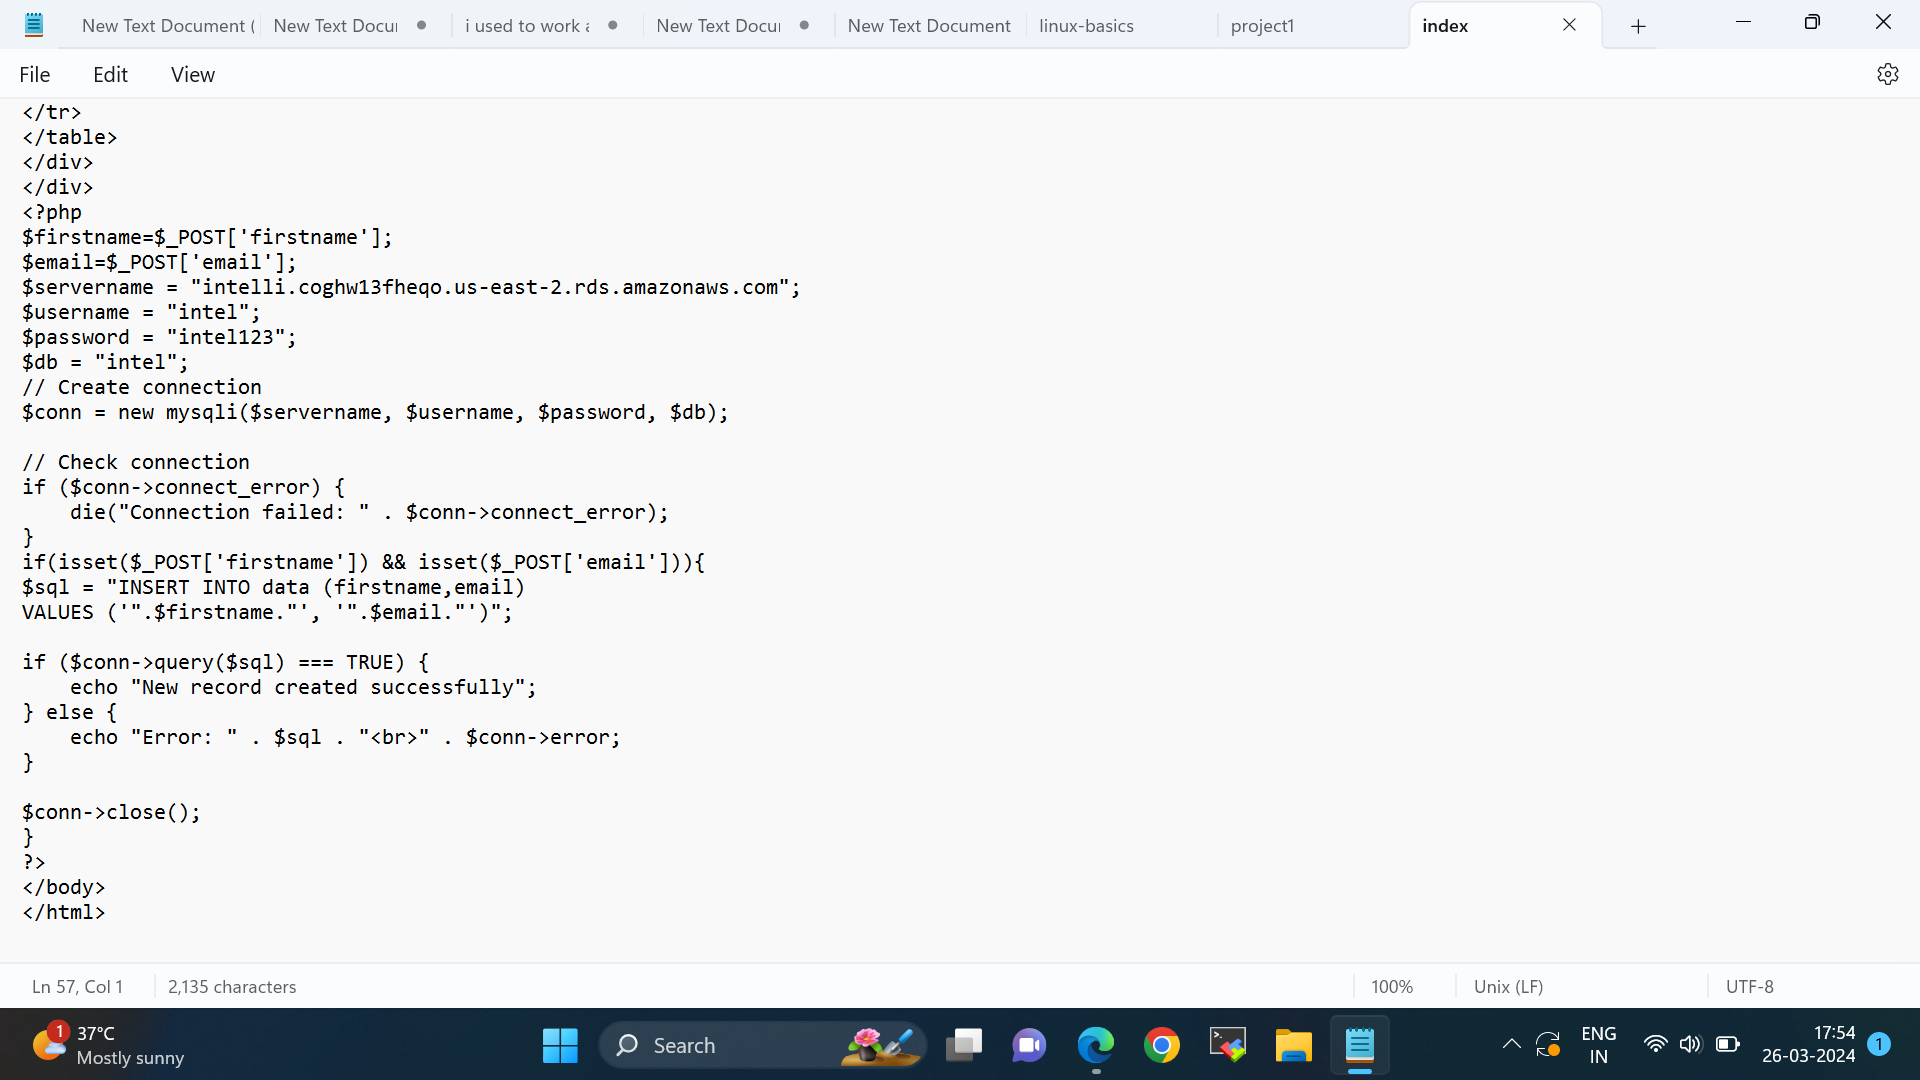 New Text Document (
New Text Docu
i used to work a
New Text Docu
New Text Document
linux-basics
project1
index
File
Edit
View
</tr>
</table>
</div>
</div>
<?php
$firstname=$_POST['firstname'];
$email=$_POST['email'];
$servername = "intelli.coghw13fheqo.us-east-2.rds.amazonaws.com";
$username = "intel";
$password = "intel123";
$db = "intel";
// Create connection
$conn = new mysqli($servername, $username, $password, $db);
// Check connection
if ($conn->connect_error) {
    die("Connection failed: " . $conn->connect_error);
}
if(isset($_POST['firstname']) && isset($_POST['email'])){
$sql = "INSERT INTO data (firstname,email)
VALUES ('".$firstname."', '".$email."')";
if ($conn->query($sql) === TRUE) {
    echo "New record created successfully";
} else {
    echo "Error: " . $sql . "<br>" . $conn->error;
}
$conn->close();
}
?>
</body>
</html>
Ln 57, Col 1
2,135 characters
100%
Unix (LF)
UTF-8
1
37°C
Mostly sunny
Search
ENG
IN
17:54
26-03-2024
1